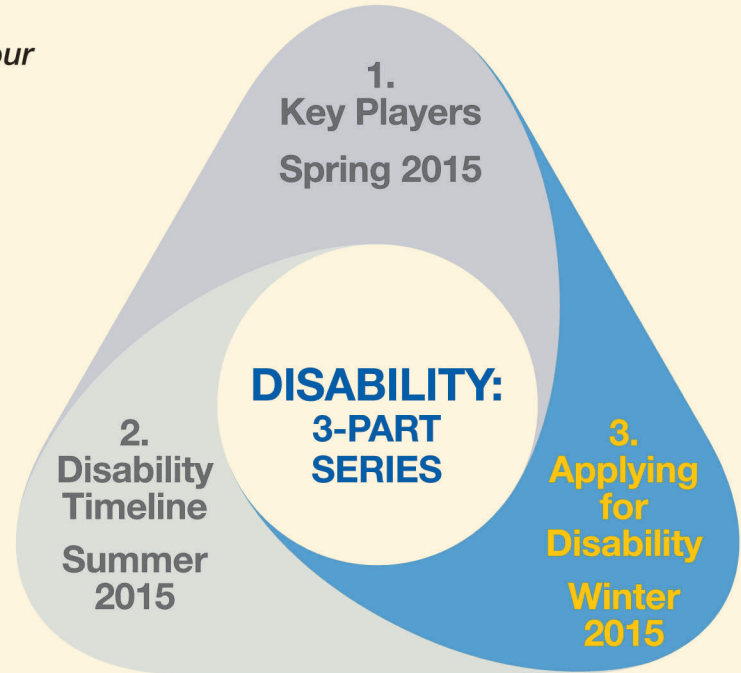 1.
Key Players
Spring 2015
DISABILITY:
3-PART
SERIES
2.
Disability
Timeline
Summer
2015
3.
Applying
for
Disability
Winter
2015